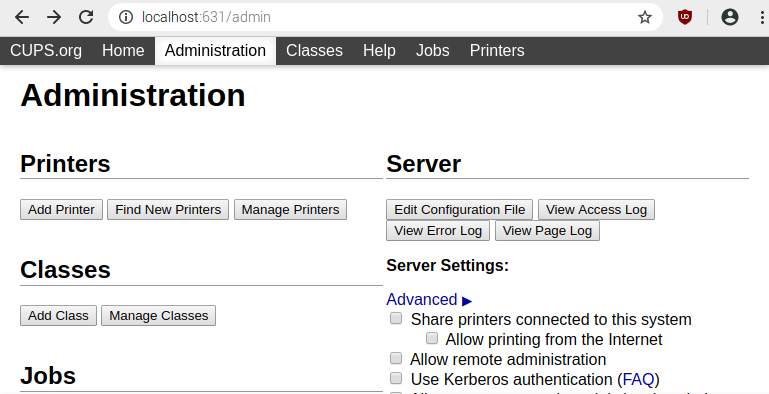 localhost:631/admin
CUPS.org Home Administration Classes Help Jobs Printers
Administration
Printers
Add Printer Find New Printers Manage Printers
Classes
Add Class Manage Classes
Jobs
Server
Edit Configuration File View Access Log
View Error Log View Page Log
Server Settings:
Advanced ▶
Share printers connected to this system
Allow printing from the Internet
Allow remote administration
Use Kerberos authentication (FAQ)